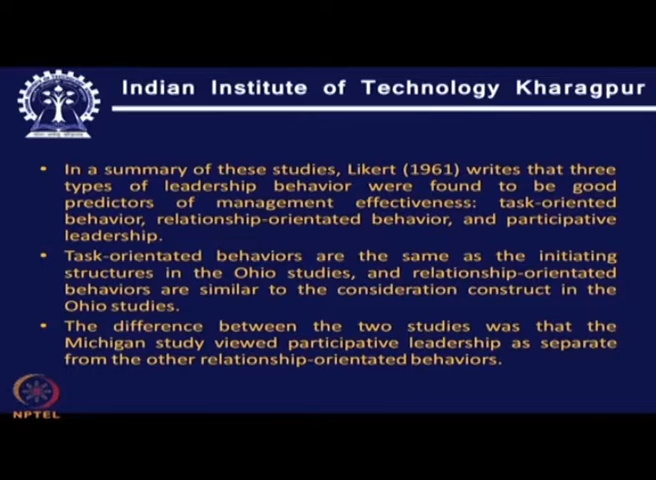 Indian Institute of Technology Kharagpur
• In a summary of these studies, Likert (1961) writes that three
types of leadership behavior were found to be good
predictors of management effectiveness: task-oriented
behavior, relationship-orientated behavior, and participative
leadership.
• Task-orientated behaviors are the same as the initiating
structures in the Ohio studies, and relationship-orientated
behaviors are similar to the consideration construct in the
Ohio studies.
• The difference between the two studies was that the
Michigan study viewed participative leadership as separate
from the other relationship-orientated behaviors.
NPTEL